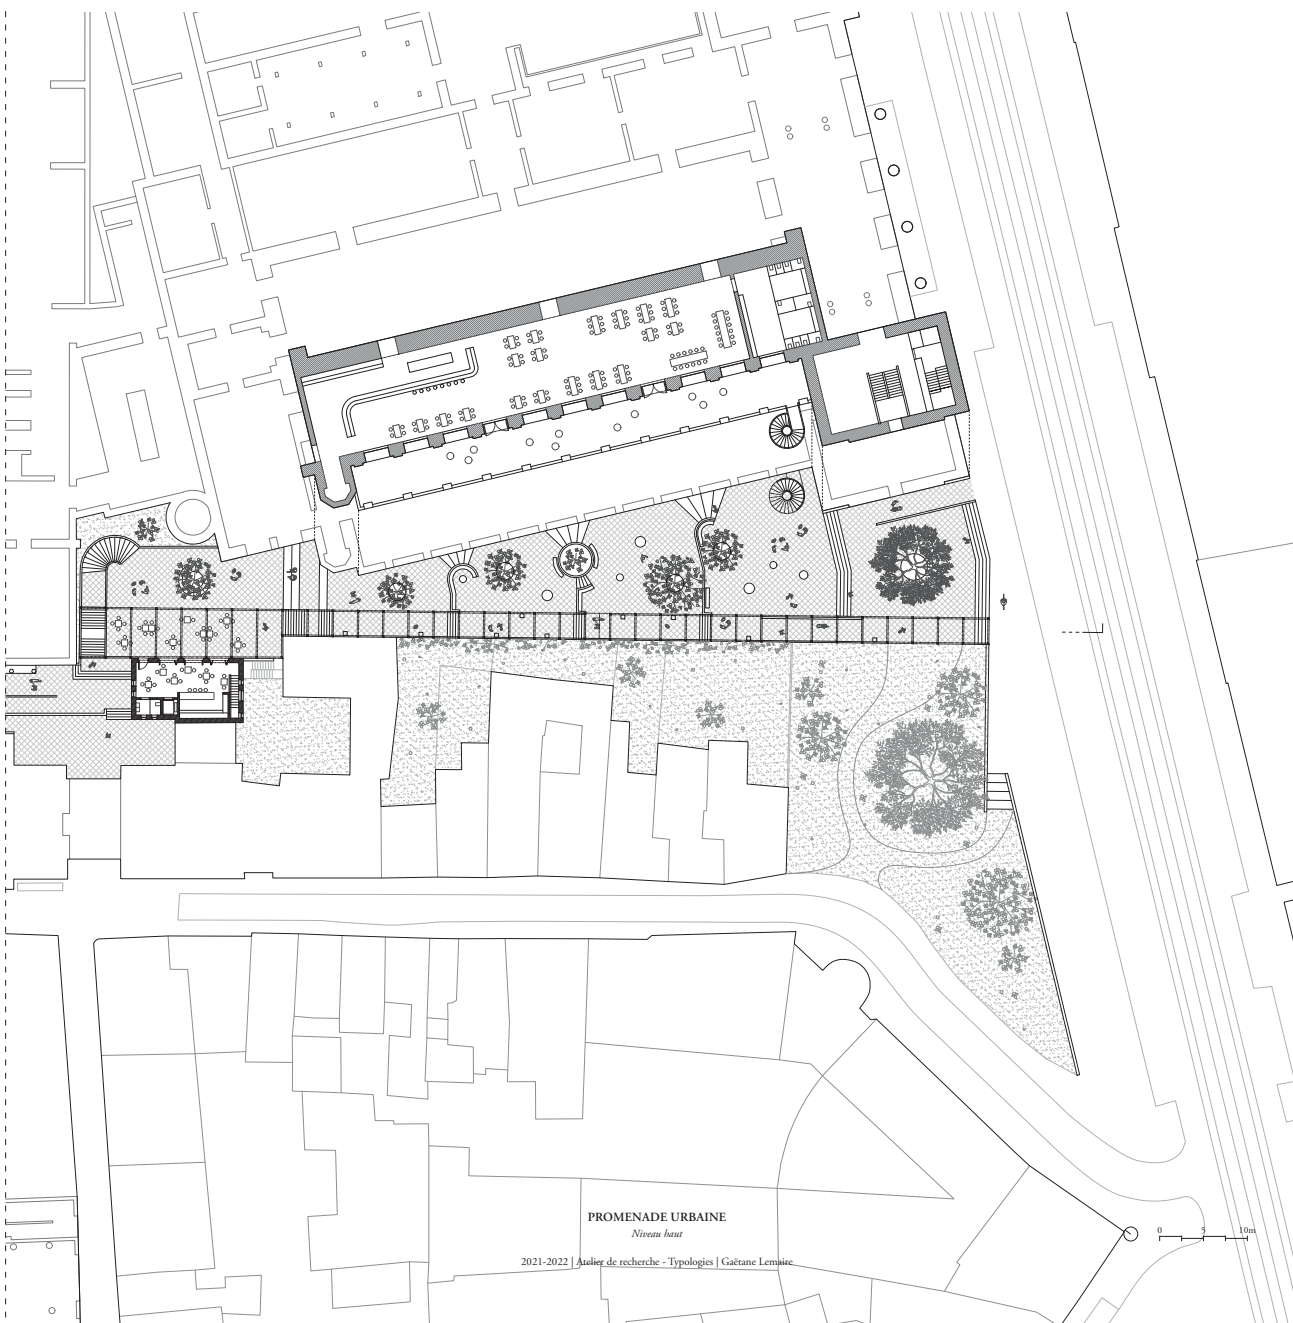 PROMENADE URBAINE
Niveau haut
2021-2022 | Atelier de recherche - Typologies | Gaëtane Lemaire
0 5 10m